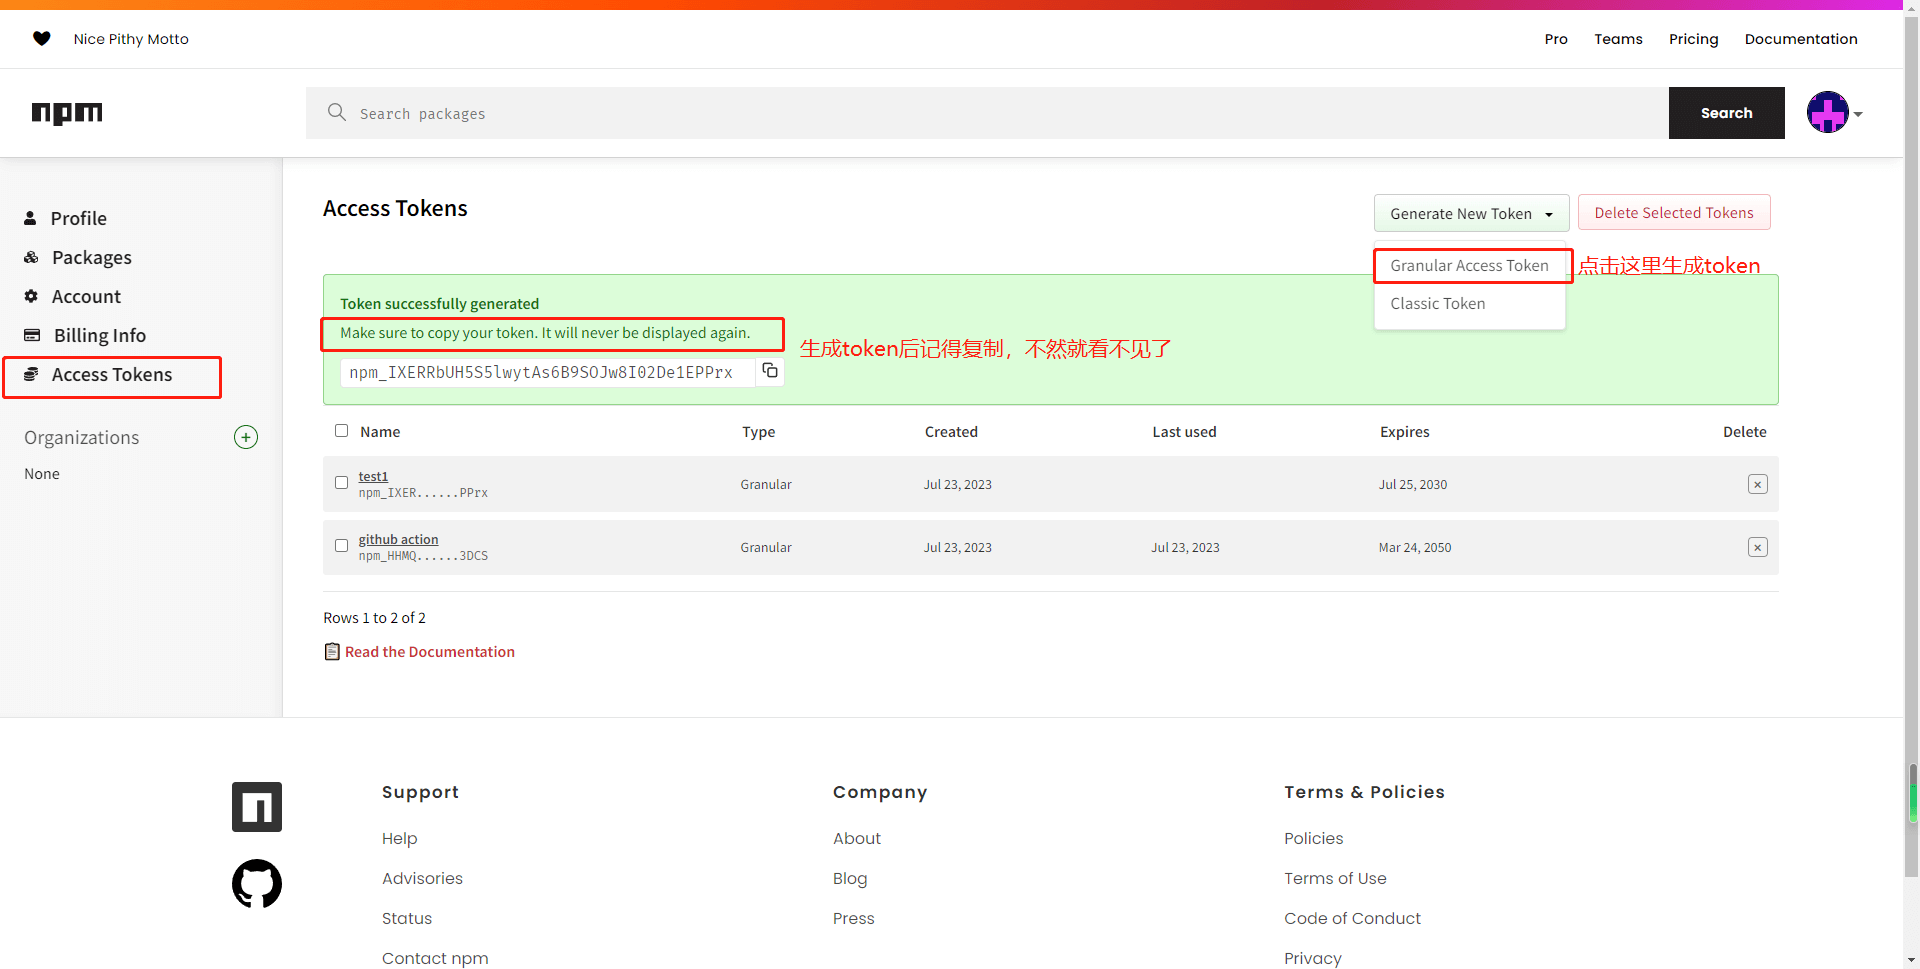 Nice Pithy Motto
Pro Teams Pricing Documentation
npm
Search packages
Search
Profile
Packages
Account
Billing Info
Access Tokens
Organizations
None
Access Tokens
Generate New Token
Delete Selected Tokens
Granular Access Token
点击这里生成token
Classic Token
Token successfully generated
Make sure to copy your token. It will never be displayed again.
生成token后记得复制，不然就看不见了
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
Name Type Created Last used Expires Delete
test1
npm_IXER......PPrx
Granular Jul 23, 2023 Jul 25, 2030
github action
npm_HHMQ......3DCS
Granular Jul 23, 2023 Jul 23, 2023 Mar 24, 2050
Rows 1 to 2 of 2
Read the Documentation
Support
Help
Advisories
Status
Contact npm
Company
About
Blog
Press
Terms & Policies
Policies
Terms of Use
Code of Conduct
Privacy